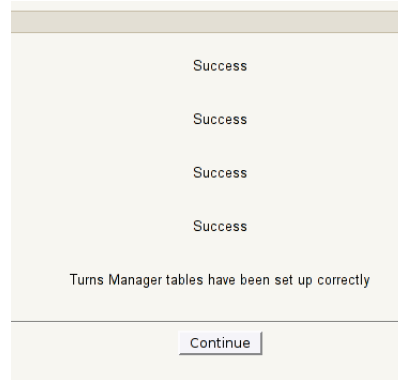 Success
Success
Success
Success
Turns Manager tables have been set up correctly
Continue